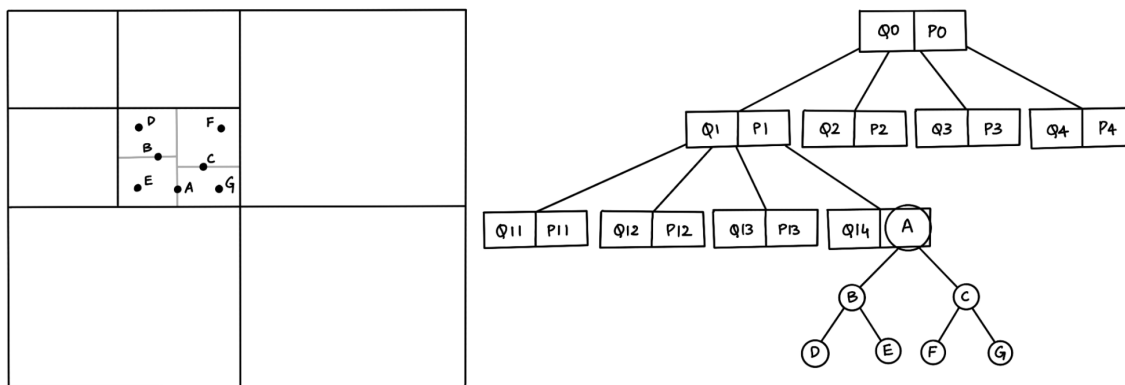 Q0 P0
D F
Q1 P1 Q2 P2 Q3 P3 Q4 P4
B C
E A G
Q11 P11 Q12 P12 Q13 P13 Q14 A
B C
D E F G